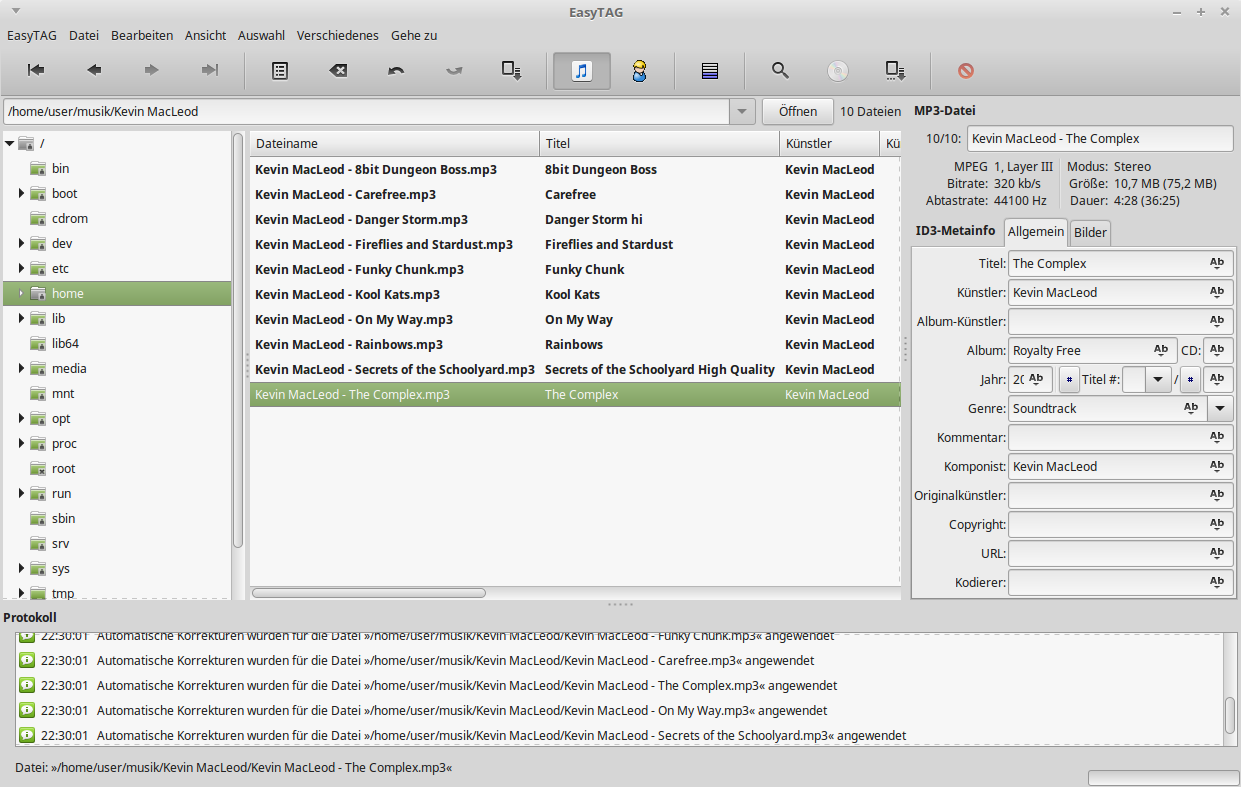 EasyTAG
EasyTAG Datei Bearbeiten Ansicht Auswahl Verschiedenes Gehe zu
/home/user/musik/Kevin MacLeod Öffnen 10 Dateien
/
bin
boot
cdrom
dev
etc
home
lib
lib64
media
mnt
opt
proc
root
run
sbin
srv
sys
tmp
Dateiname Titel Künstler Kü
Kevin MacLeod - 8bit Dungeon Boss.mp3 8bit Dungeon Boss Kevin MacLeod
Kevin MacLeod - Carefree.mp3 Carefree Kevin MacLeod
Kevin MacLeod - Danger Storm.mp3 Danger Storm hi Kevin MacLeod
Kevin MacLeod - Fireflies and Stardust.mp3 Fireflies and Stardust Kevin MacLeod
Kevin MacLeod - Funky Chunk.mp3 Funky Chunk Kevin MacLeod
Kevin MacLeod - Kool Kats.mp3 Kool Kats Kevin MacLeod
Kevin MacLeod - On My Way.mp3 On My Way Kevin MacLeod
Kevin MacLeod - Rainbows.mp3 Rainbows Kevin MacLeod
Kevin MacLeod - Secrets of the Schoolyard.mp3 Secrets of the Schoolyard High Quality Kevin MacLeod
Kevin MacLeod - The Complex.mp3 The Complex Kevin MacLeod
MP3-Datei
10/10: Kevin MacLeod - The Complex
MPEG 1, Layer III Modus: Stereo
Bitrate: 320 kb/s Größe: 10,7 MB (75,2 MB)
Abtastrate: 44100 Hz Dauer: 4:28 (36:25)
ID3-Metainfo Allgemein Bilder
Titel: The Complex Ab
Künstler: Kevin MacLeod Ab
Album-Künstler: Ab
Album: Royalty Free Ab CD: Ab
Jahr: Ab # Titel #: / # Ab
Genre: Soundtrack Ab
Kommentar: Ab
Komponist: Kevin MacLeod Ab
Originalkünstler: Ab
Copyright: Ab
URL: Ab
Kodierer: Ab
Protokoll
22:30:01 Automatische Korrekturen wurden für die Datei »/home/user/musik/Kevin MacLeod/Kevin MacLeod - Funky Chunk.mp3« angewendet
22:30:01 Automatische Korrekturen wurden für die Datei »/home/user/musik/Kevin MacLeod/Kevin MacLeod - Carefree.mp3« angewendet
22:30:01 Automatische Korrekturen wurden für die Datei »/home/user/musik/Kevin MacLeod/Kevin MacLeod - The Complex.mp3« angewendet
22:30:01 Automatische Korrekturen wurden für die Datei »/home/user/musik/Kevin MacLeod/Kevin MacLeod - On My Way.mp3« angewendet
22:30:01 Automatische Korrekturen wurden für die Datei »/home/user/musik/Kevin MacLeod/Kevin MacLeod - Secrets of the Schoolyard.mp3« angewendet
Datei: »/home/user/musik/Kevin MacLeod/Kevin MacLeod - The Complex.mp3«